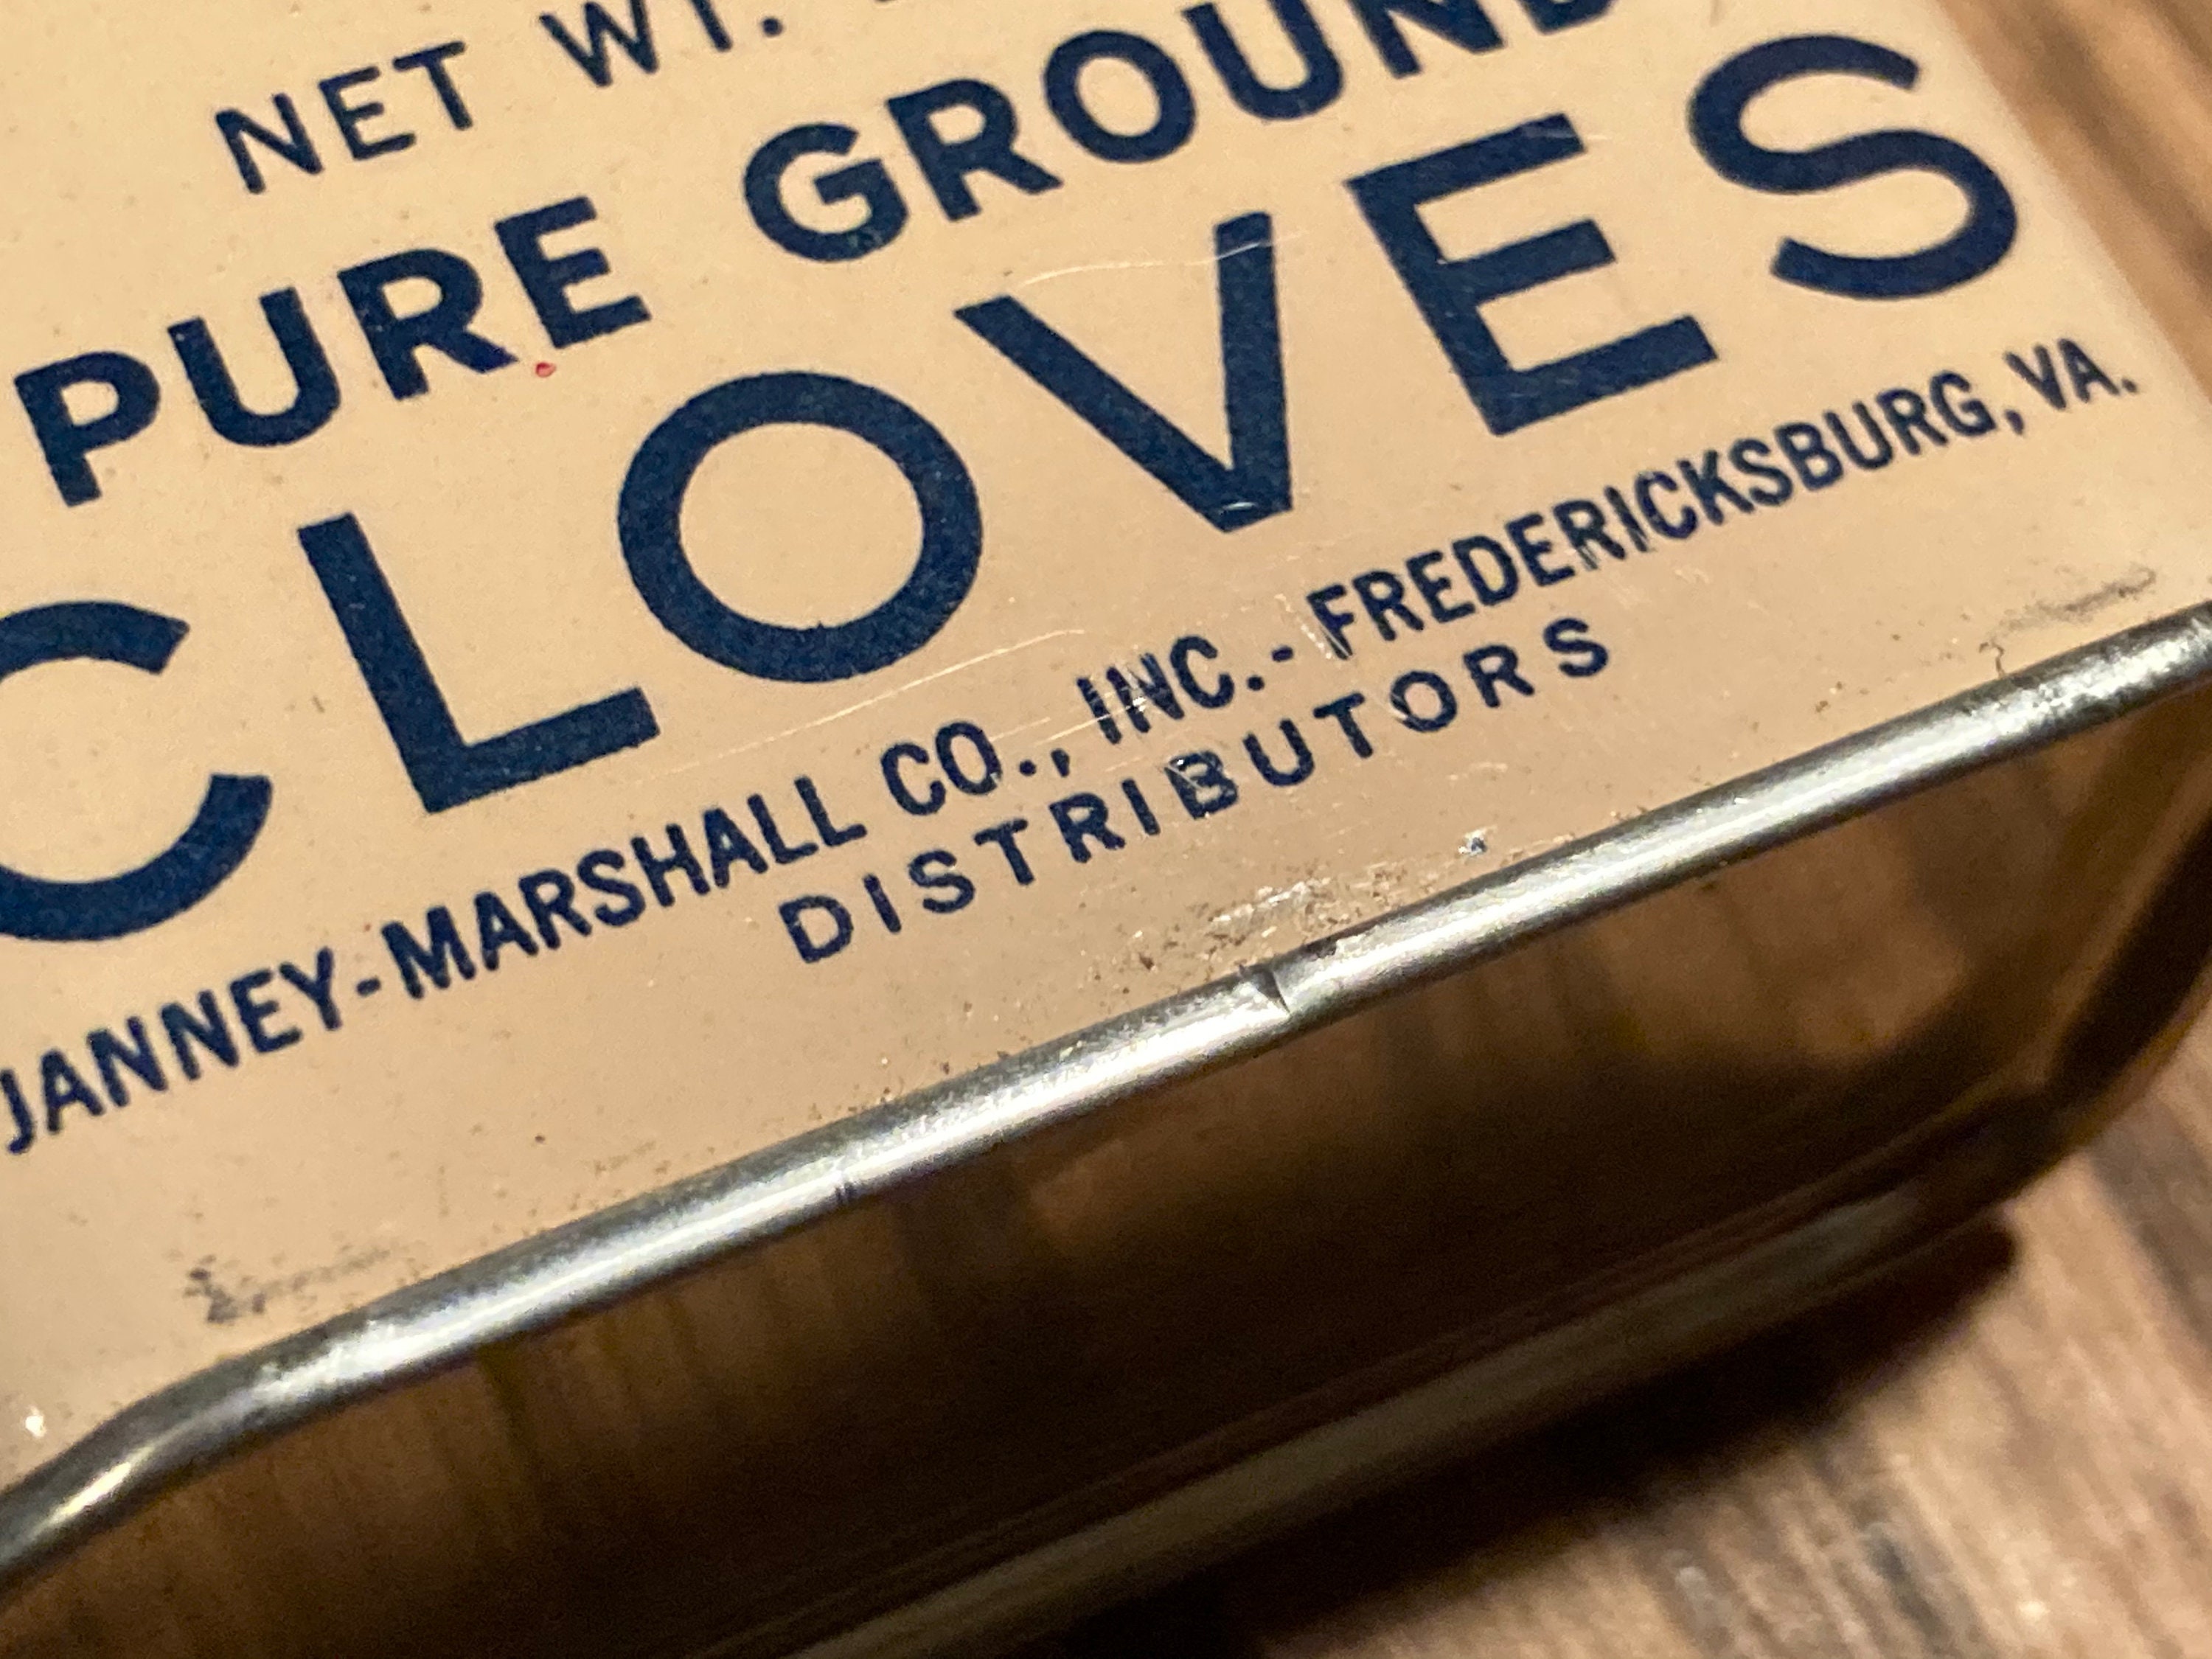 NET WT.
PURE GROUND
CLOVES
JANNEY-MARSHALL CO., INC.-FREDERICKSBURG, VA.
DISTRIBUTORS